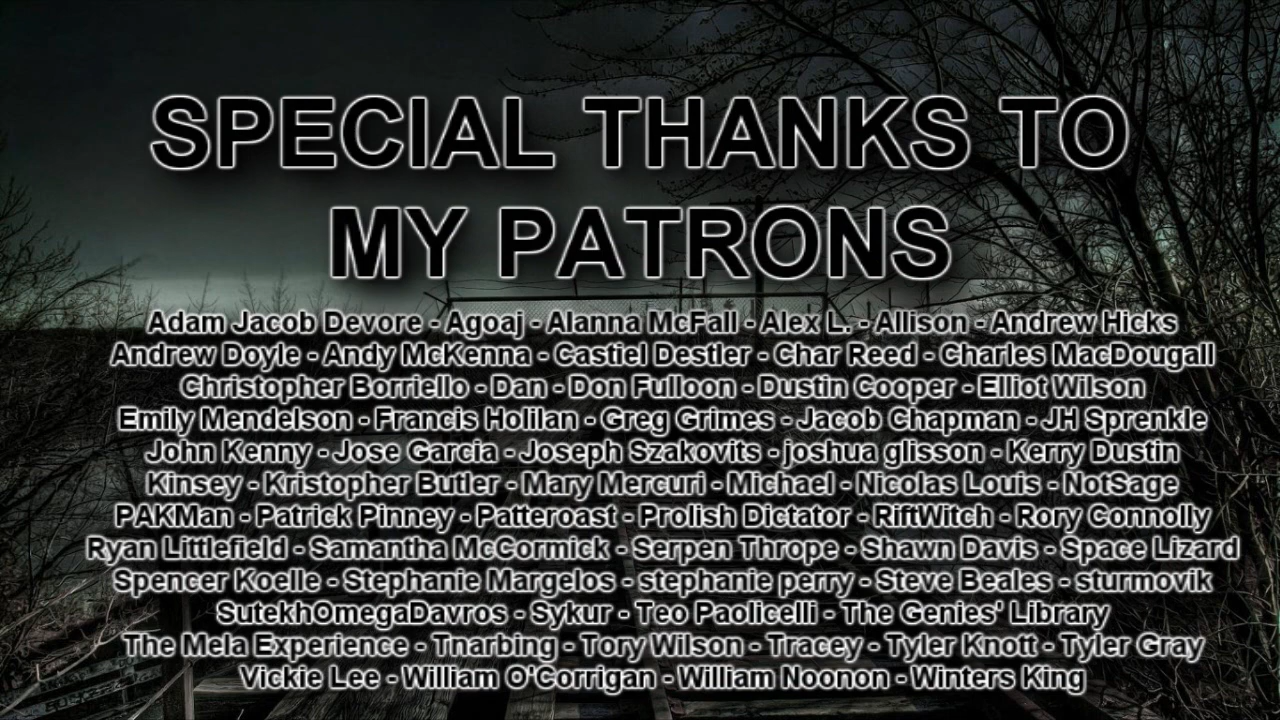 SPECIAL THANKS TO
MY PATRONS
Adam Jacob Devore - Agoaj - Alanna McFall - Alex L. - Allison - Andrew Hicks
Andrew Doyle - Andy McKenna - Castiel Destler - Char Reed - Charles MacDougall
Christopher Borriello - Dan - Don Fulloon - Dustin Cooper - Elliot Wilson
Emily Mendelson - Francis Holilan - Greg Grimes - Jacob Chapman - JH Sprenkle
John Kenny - Jose Garcia - Joseph Szakovits - joshua glisson - Kerry Dustin
Kinsey - Kristopher Butler - Mary Mercuri - Michael - Nicolas Louis - NotSage
PAKMan - Patrick Pinney - Patteroast - Prolish Dictator - RiftWitch - Rory Connolly
Ryan Littlefield - Samantha McCormick - Serpen Thrope - Shawn Davis - Space Lizard
Spencer Koelle - Stephanie Margelos - stephanie perry - Steve Beales - sturmovik
SutekhOmegaDavros - Sykur - Teo Paolicelli - The Genies' Library
The Mela Experience - Tnarbing - Tory Wilson - Tracey - Tyler Knott - Tyler Gray
Vickie Lee - William O'Corrigan - William Noonon - Winters King